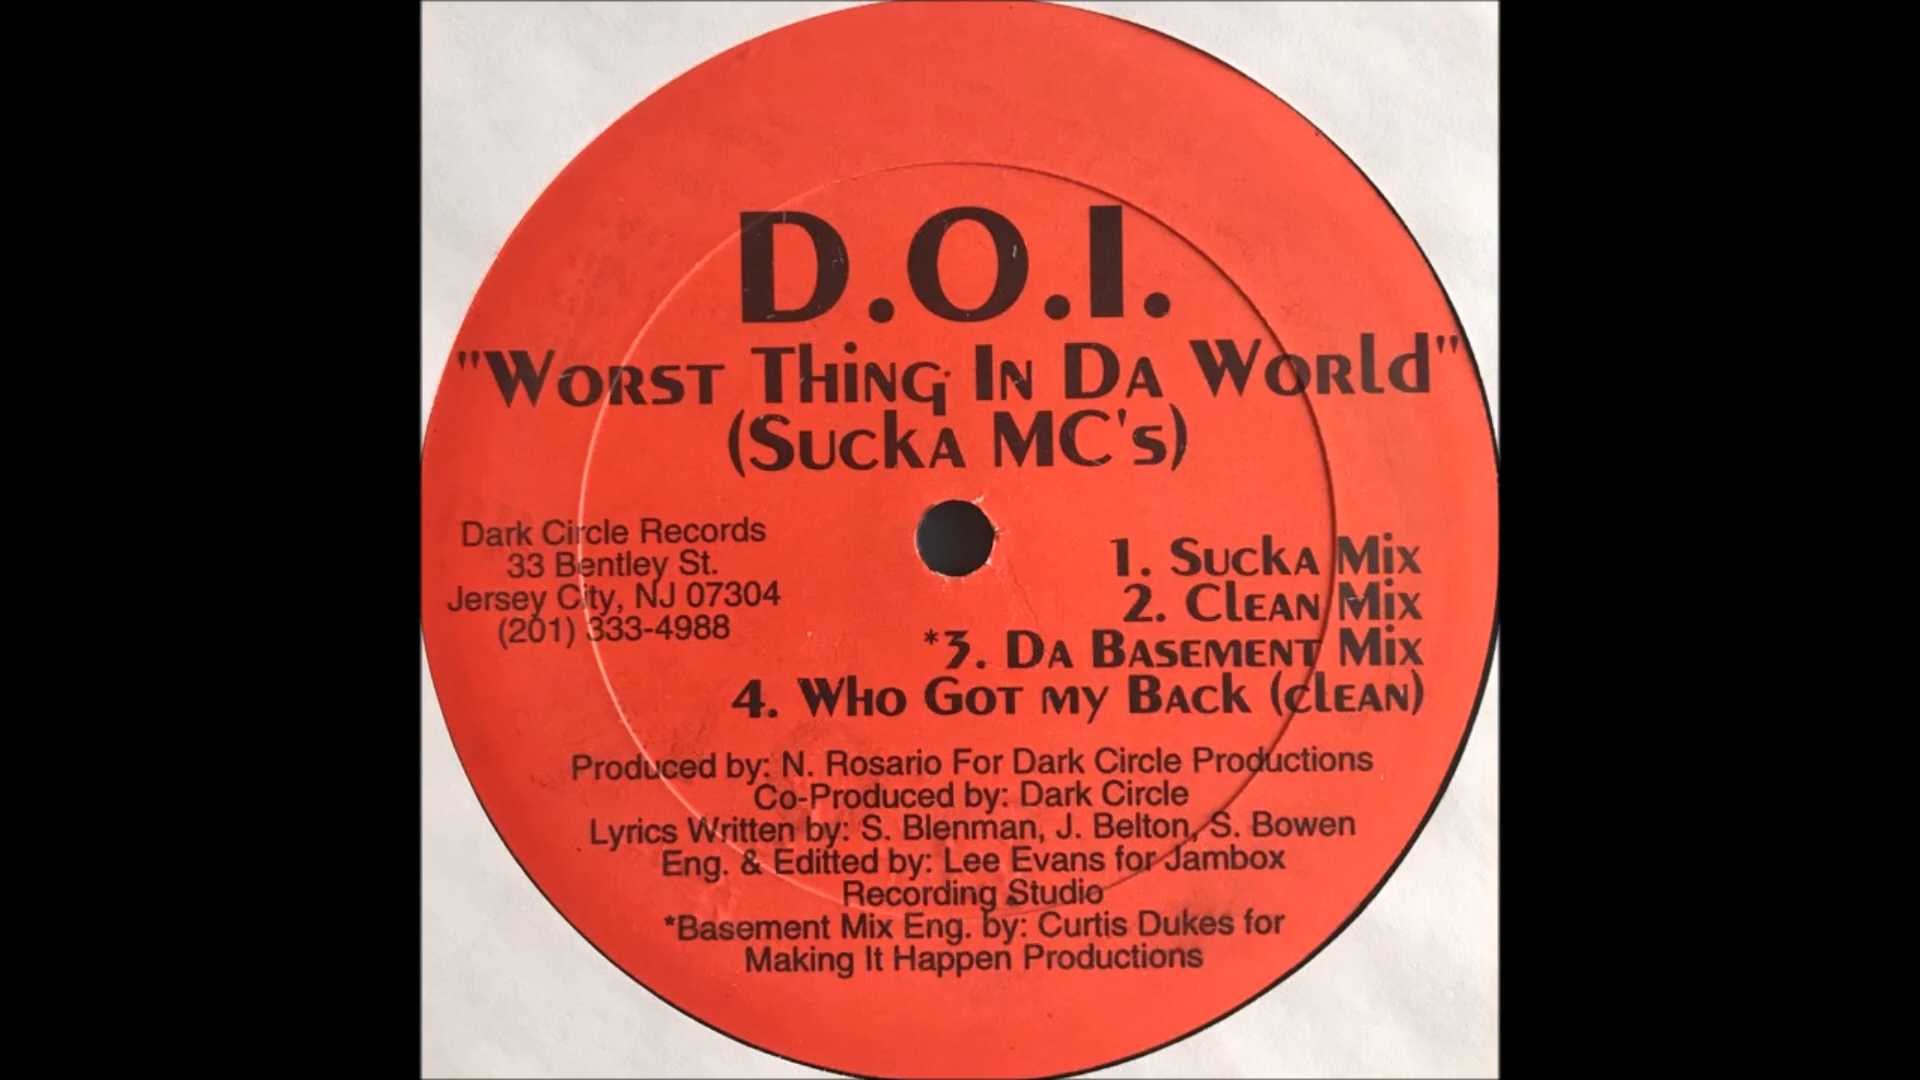 D.O.I.
"Worst Thing In Da World"
(Sucka MC's)
Dark Circle Records
33 Bentley St.
Jersey City, NJ 07304
(201) 333-4988
1. Sucka Mix
2. Clean Mix
*3. Da Basement Mix
4. Who Got my Back (clean)
Produced by: N. Rosario For Dark Circle Productions
Co-Produced by: Dark Circle
Lyrics Written by: S. Blenman, J. Belton, S. Bowen
Eng. & Editted by: Lee Evans for Jambox
Recording Studio
*Basement Mix Eng. by: Curtis Dukes for
Making It Happen Productions